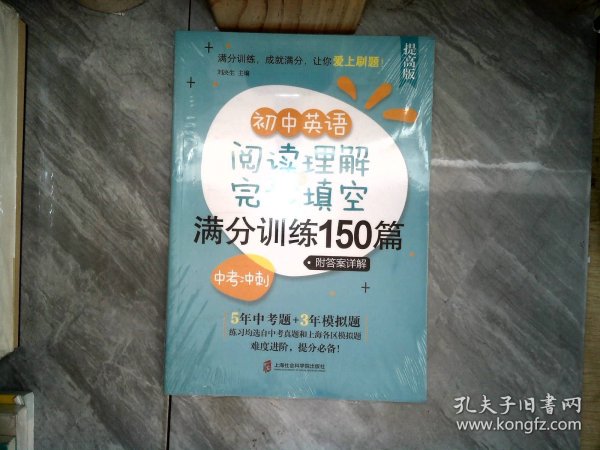 满分训练，成就满分，让你爱上刷题！
刘决生 主编
提高版
初中英语
阅读理解
完形填空
满分训练150篇
附答案详解
中考冲刺
5年中考题+3年模拟题
练习均选自中考真题和上海各区模拟题
难度进阶，提分必备！
上海社会科学院出版社
孔夫子旧书网
www.kongfz.com